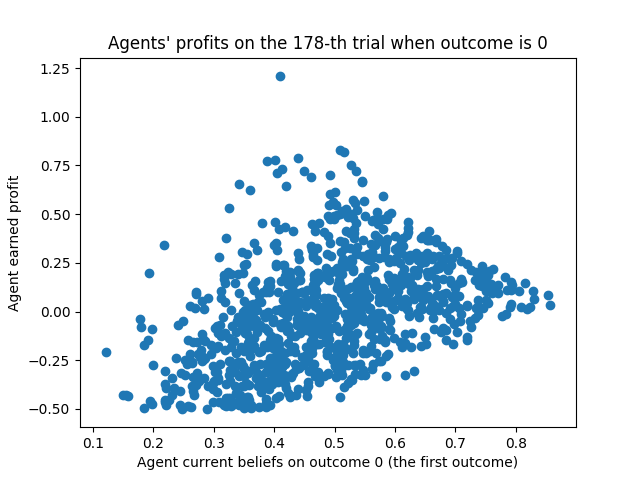 Agents' profits on the 178-th trial when outcome is 0
1.25
1.00
0.75
0.50
0.25
0.00
−0.25
−0.50
Agent earned profit
0.1 0.2 0.3 0.4 0.5 0.6 0.7 0.8
Agent current beliefs on outcome 0 (the first outcome)